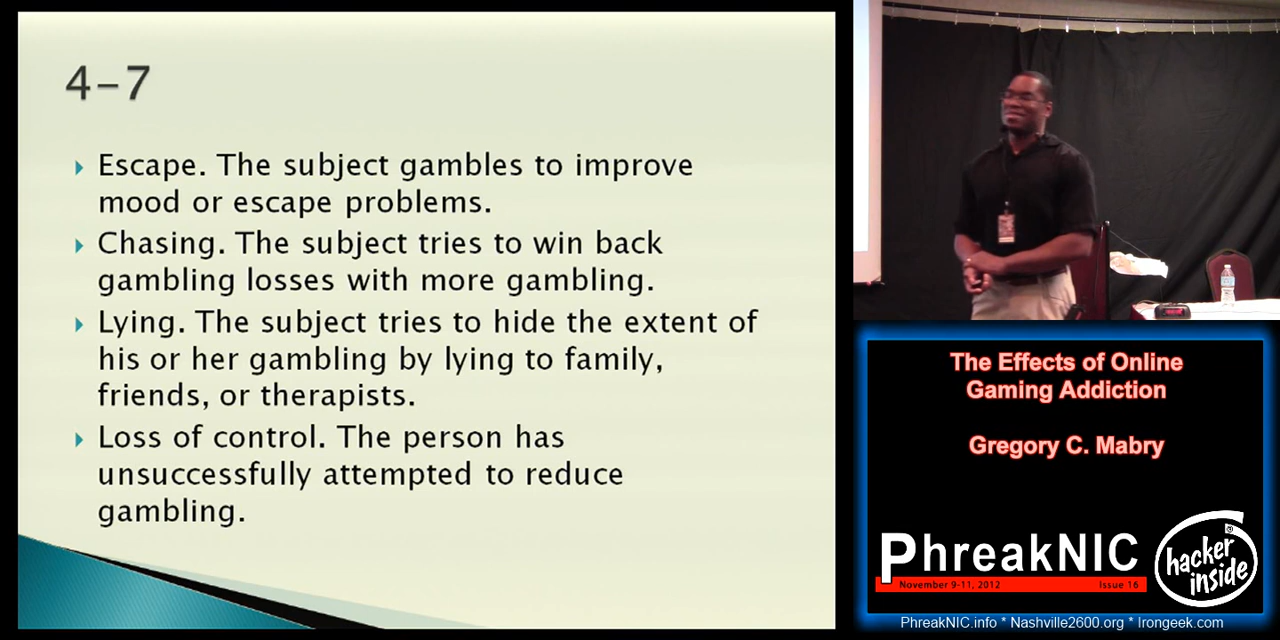 4–7
Escape. The subject gambles to improve
mood or escape problems.
Chasing. The subject tries to win back
gambling losses with more gambling.
Lying. The subject tries to hide the extent of
his or her gambling by lying to family,
friends, or therapists.
Loss of control. The person has
unsuccessfully attempted to reduce
gambling.
The Effects of Online
Gaming Addiction
Gregory C. Mabry
PhreakNIC
November 9-11, 2012 Issue 16
hacker
inside
PhreakNIC.info * Nashville2600.org * Irongeek.com